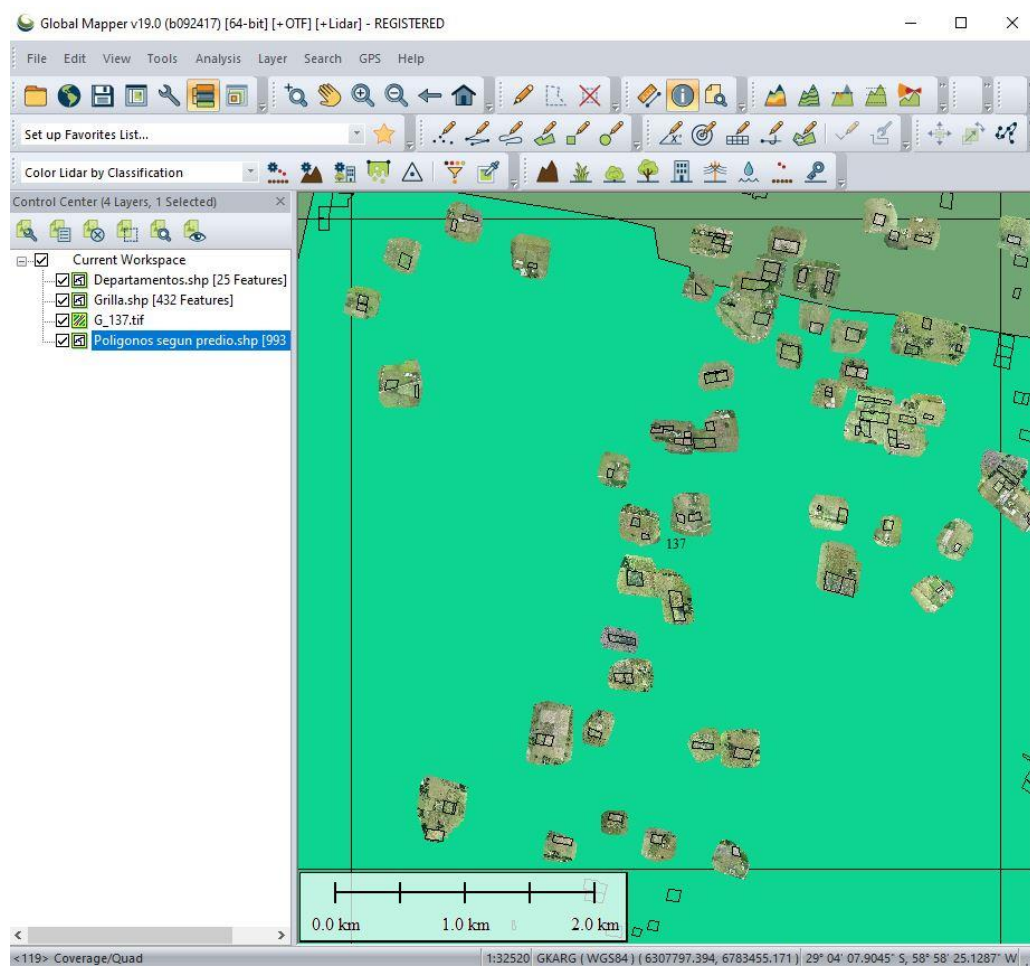 Global Mapper v19.0 (b092417) [64-bit] [+OTF] [+Lidar] - REGISTERED
File Edit View Tools Analysis Layer Search GPS Help
Set up Favorites List...
Color Lidar by Classification
Control Center (4 Layers, 1 Selected)
Current Workspace
Departamentos.shp [25 Features]
Grilla.shp [432 Features]
G_137.tif
Poligonos segun predio.shp [993
137
0.0 km 1.0 km 2.0 km
<119> Coverage/Quad
1:32520 GKARG ( WGS84 ) ( 6307797.394, 6783455.171 ) 29° 04' 07.9045" S, 58° 58' 25.1287" W